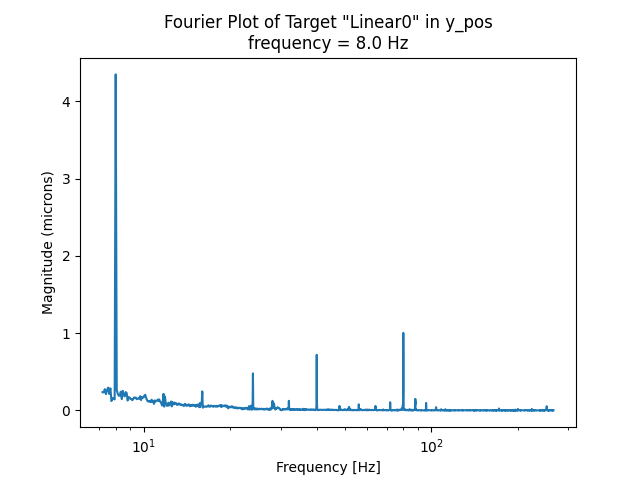 Fourier Plot of Target "Linear0" in y_pos
frequency = 8.0 Hz
4
3
2
1
0
Magnitude (microns)
10¹
10²
Frequency [Hz]